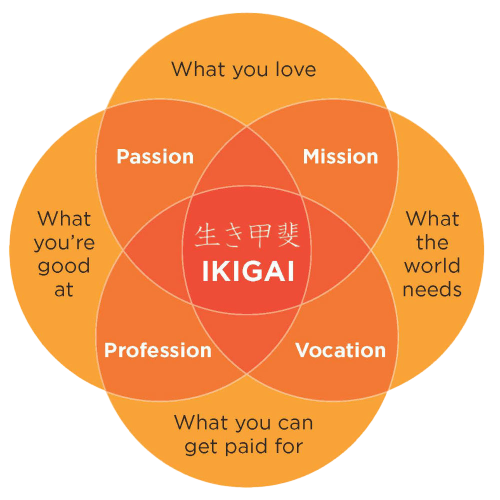 What you love
Passion
Mission
What
you're
good
at
生き甲斐
IKIGAI
What
the
world
needs
Profession
Vocation
What you can
get paid for